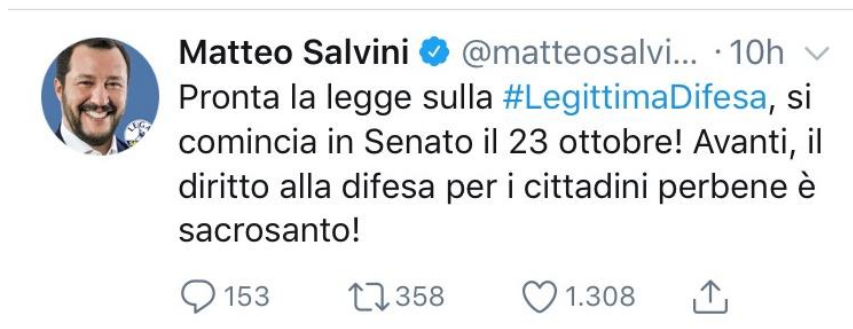 Matteo Salvini @matteosalvi... · 10h
Pronta la legge sulla #LegittimaDifesa, si
comincia in Senato il 23 ottobre! Avanti, il
diritto alla difesa per i cittadini perbene è
sacrosanto!
153 358 1.308
LEGA